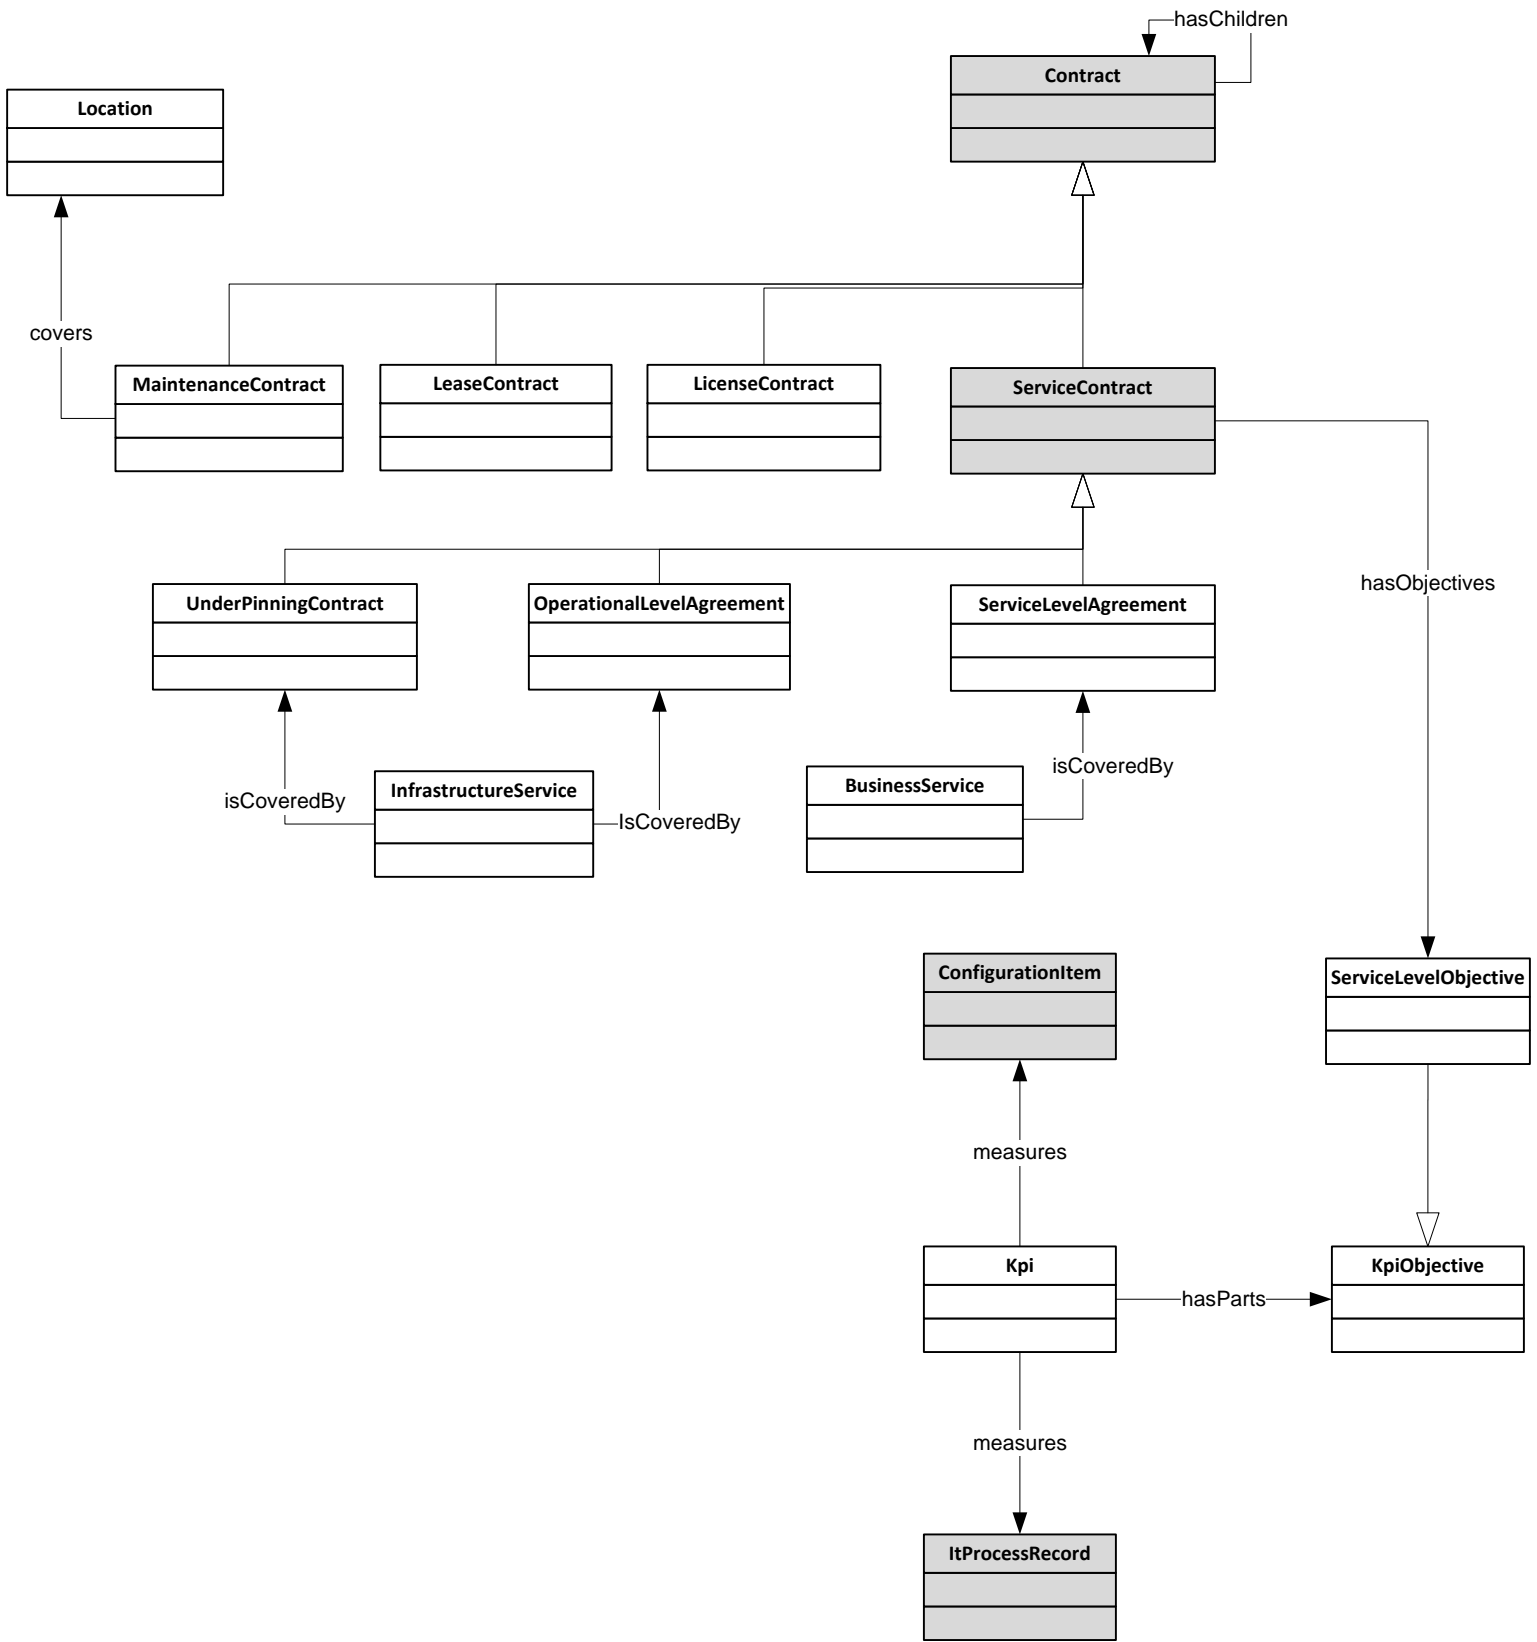 hasChildren
Contract
Location
covers
MaintenanceContract
LeaseContract
LicenseContract
ServiceContract
hasObjectives
UnderPinningContract
OperationalLevelAgreement
ServiceLevelAgreement
isCoveredBy
InfrastructureService
IsCoveredBy
BusinessService
isCoveredBy
ConfigurationItem
ServiceLevelObjective
measures
Kpi
hasParts
KpiObjective
measures
ItProcessRecord